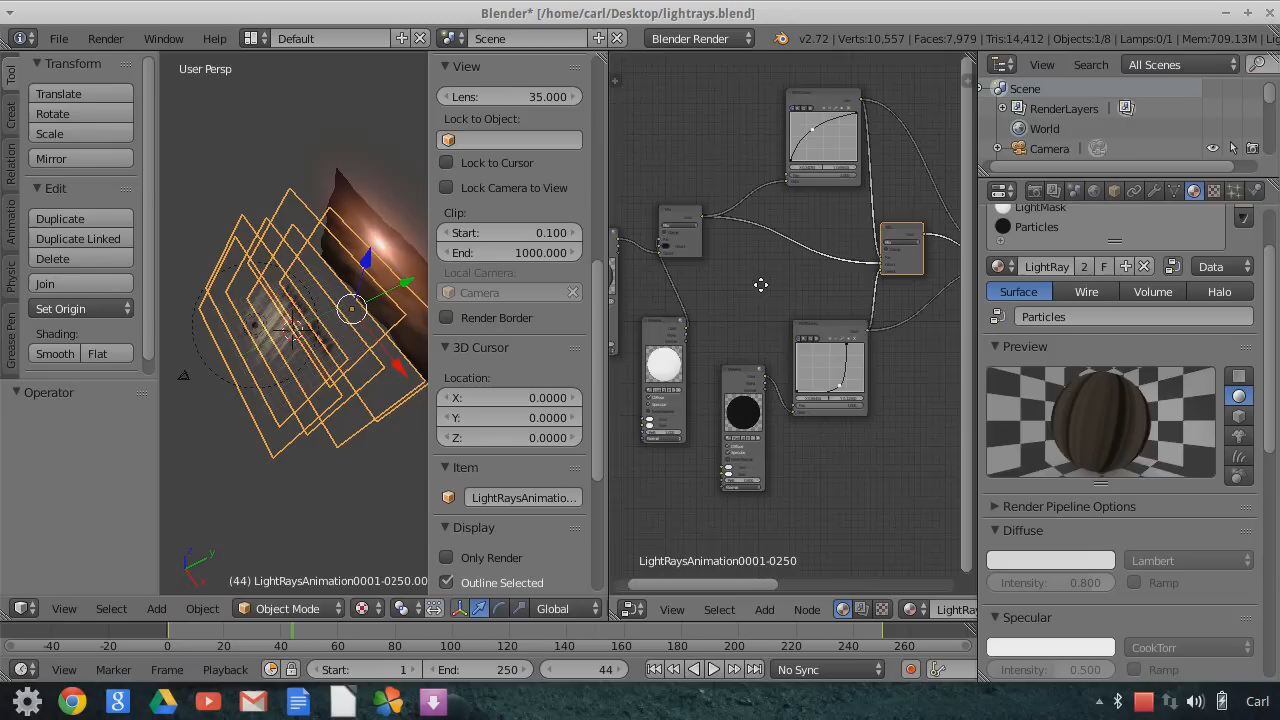 Blender* [/home/carl/Desktop/lightrays.blend]
File Render Window Help Default Scene Blender Render v2.72 | Verts:10,557 | Faces:7,979 | Tris:14,412 | Objects:1/8 | Lamps:0/1 | Mem:709.13M |
Tool
Creat
Relation
Animatio
Physic
Grease Pen
Transform
Translate
Rotate
Scale
Mirror
Edit
Duplicate
Duplicate Linked
Delete
Join
Set Origin
Shading:
Smooth Flat
Operator
User Persp
(44) LightRaysAnimation0001-0250.00
View
Lens: 35.000
Lock to Object:
Lock to Cursor
Lock Camera to View
Clip:
Start: 0.100
End: 1000.000
Local Camera:
Camera
Render Border
3D Cursor
Location:
X: 0.0000
Y: 0.0000
Z: 0.0000
Item
LightRaysAnimatio...
Display
Only Render
Outline Selected
LightRaysAnimation0001-0250
View Search All Scenes
Scene
RenderLayers |
World
Camera |
LightMask
Particles
LightRay 2 F Data
Surface Wire Volume Halo
Particles
Preview
Render Pipeline Options
Diffuse
Lambert
Intensity: 0.800 Ramp
Specular
CookTorr
Intensity: 0.500 Ramp
View Select Add Object Object Mode Global
View Select Add Node LightRay
-40 -20 0 20 40 60 80 100 120 140 160 180 200 220 240 260
View Marker Frame Playback Start: 1 End: 250 44 No Sync
Carl